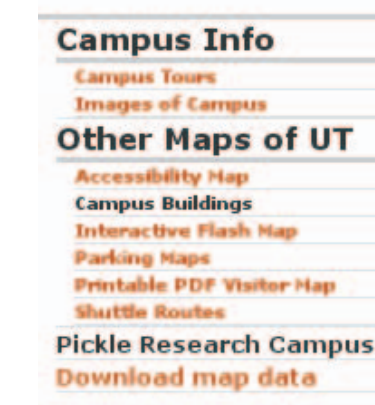 Campus Info
Campus Tours
Images of Campus
Other Maps of UT
Accessibility Map
Campus Buildings
Interactive Flash Map
Parking Maps
Printable PDF Visitor Map
Shuttle Routes
Pickle Research Campus
Download map data